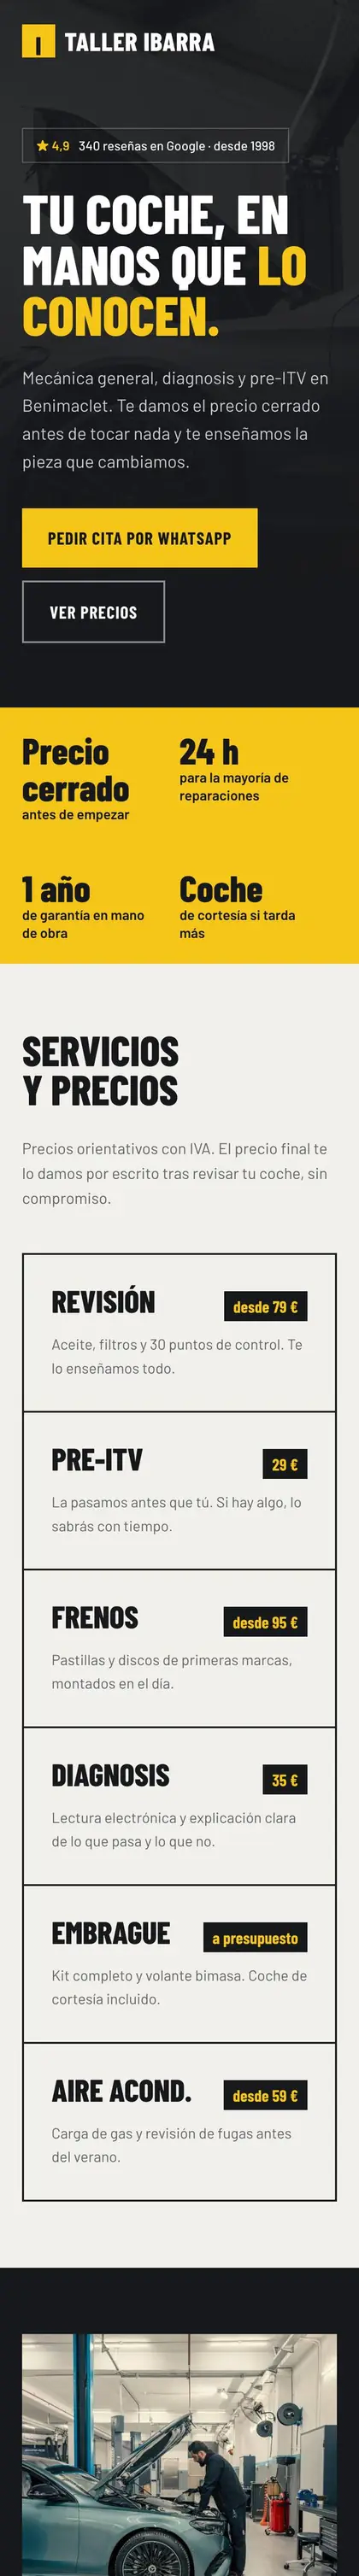 TALLER IBARRA
★ 4,9 340 reseñas en Google · desde 1998
TU COCHE, EN
MANOS QUE LO
CONOCEN.
Mecánica general, diagnosis y pre-ITV en
Benimaclet. Te damos el precio cerrado
antes de tocar nada y te enseñamos la
pieza que cambiamos.
PEDIR CITA POR WHATSAPP
VER PRECIOS
Precio
cerrado
antes de empezar
24 h
para la mayoría de
reparaciones
1 año
de garantía en mano
de obra
Coche
de cortesía si tarda
más
SERVICIOS
Y PRECIOS
Precios orientativos con IVA. El precio final te
lo damos por escrito tras revisar tu coche, sin
compromiso.
REVISIÓN
desde 79 €
Aceite, filtros y 30 puntos de control. Te
lo enseñamos todo.
PRE-ITV
29 €
La pasamos antes que tú. Si hay algo, lo
sabrás con tiempo.
FRENOS
desde 95 €
Pastillas y discos de primeras marcas,
montados en el día.
DIAGNOSIS
35 €
Lectura electrónica y explicación clara
de lo que pasa y lo que no.
EMBRAGUE
a presupuesto
Kit completo y volante bimasa. Coche de
cortesía incluido.
AIRE ACOND.
desde 59 €
Carga de gas y revisión de fugas antes
del verano.